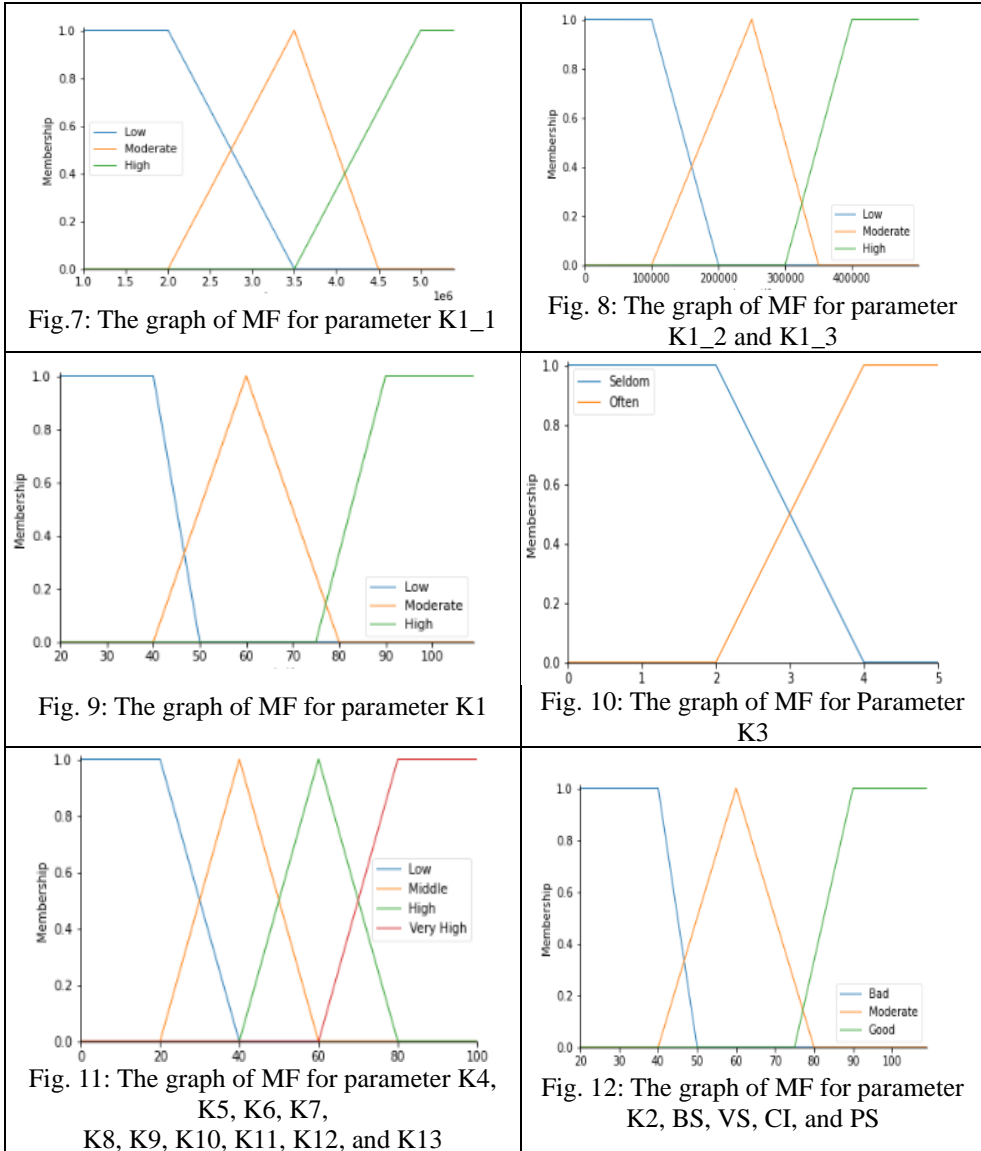 1.0
0.8
0.6
0.4
0.2
0.0
Membership
Low
Moderate
High
1.0 1.5 2.0 2.5 3.0 3.5 4.0 4.5 5.0
1e6
Fig.7: The graph of MF for parameter K1_1
1.0
0.8
0.6
0.4
0.2
0.0
Membership
Low
Moderate
High
0 100000 200000 300000 400000
Fig. 8: The graph of MF for parameter
K1_2 and K1_3
1.0
0.8
0.6
0.4
0.2
0.0
Membership
Low
Moderate
High
20 30 40 50 60 70 80 90 100
Fig. 9: The graph of MF for parameter K1
1.0
0.8
0.6
0.4
0.2
0.0
Membership
Seldom
Often
0 1 2 3 4 5
Fig. 10: The graph of MF for Parameter
K3
1.0
0.8
0.6
0.4
0.2
0.0
Membership
Low
Middle
High
Very High
0 20 40 60 80 100
Fig. 11: The graph of MF for parameter K4,
K5, K6, K7,
K8, K9, K10, K11, K12, and K13
1.0
0.8
0.6
0.4
0.2
0.0
Membership
Bad
Moderate
Good
20 30 40 50 60 70 80 90 100
Fig. 12: The graph of MF for parameter
K2, BS, VS, CI, and PS